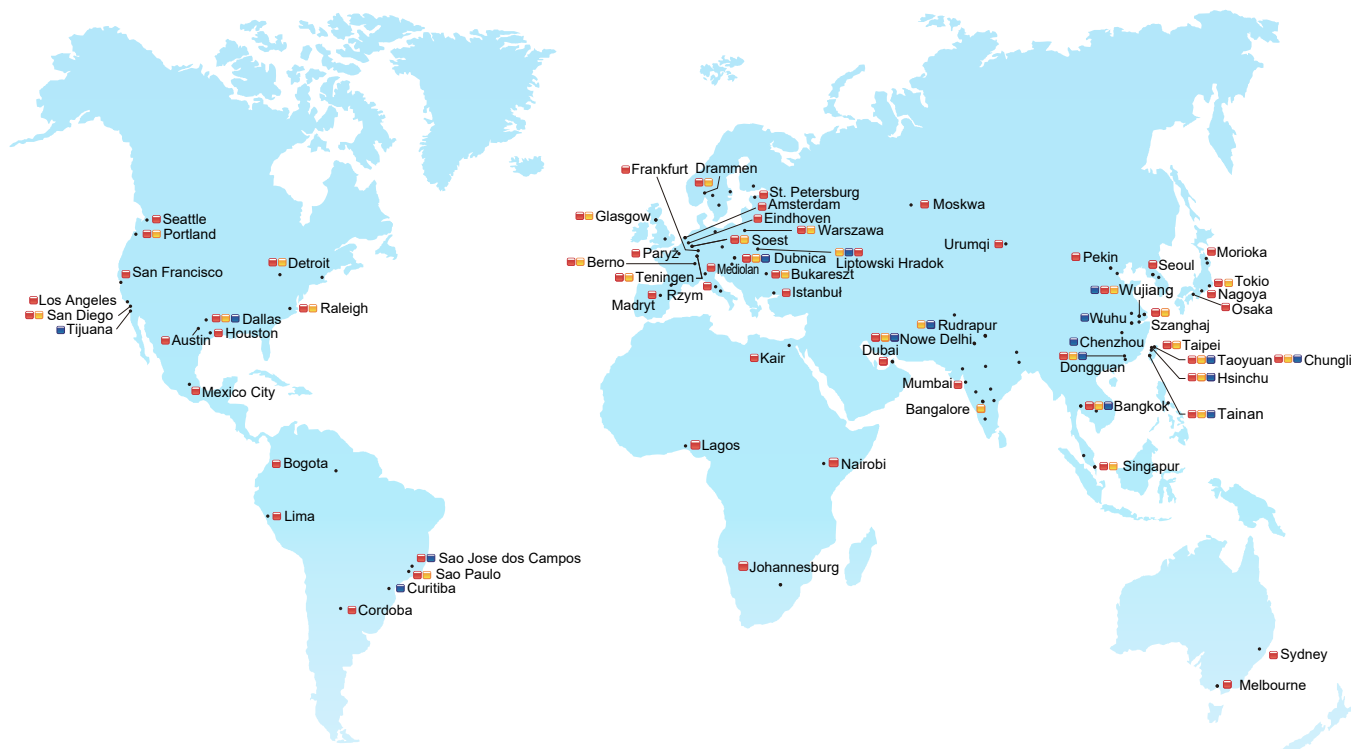 Seattle
Portland
San Francisco
Detroit
Los Angeles
San Diego
Tijuana
Raleigh
Dallas
Austin
Houston
Mexico City
Bogota
Lima
Sao Jose dos Campos
Sao Paulo
Curitiba
Cordoba
Frankfurt
Drammen
St. Petersburg
Amsterdam
Eindhoven
Glasgow
Warszawa
Soest
Paryż
Berno
Dubnica
Liptowski Hradok
Mediolan
Teningen
Bukareszt
Madryt
Rzym
Istanbuł
Moskwa
Urumqi
Pekin
Seoul
Morioka
Tokio
Nagoya
Osaka
Wujiang
Wuhu
Szanghaj
Chenzhou
Taipei
Dongguan
Taoyuan
Chungli
Hsinchu
Tainan
Rudrapur
Nowe Delhi
Dubai
Kair
Mumbai
Bangalore
Bangkok
Singapur
Lagos
Nairobi
Johannesburg
Sydney
Melbourne